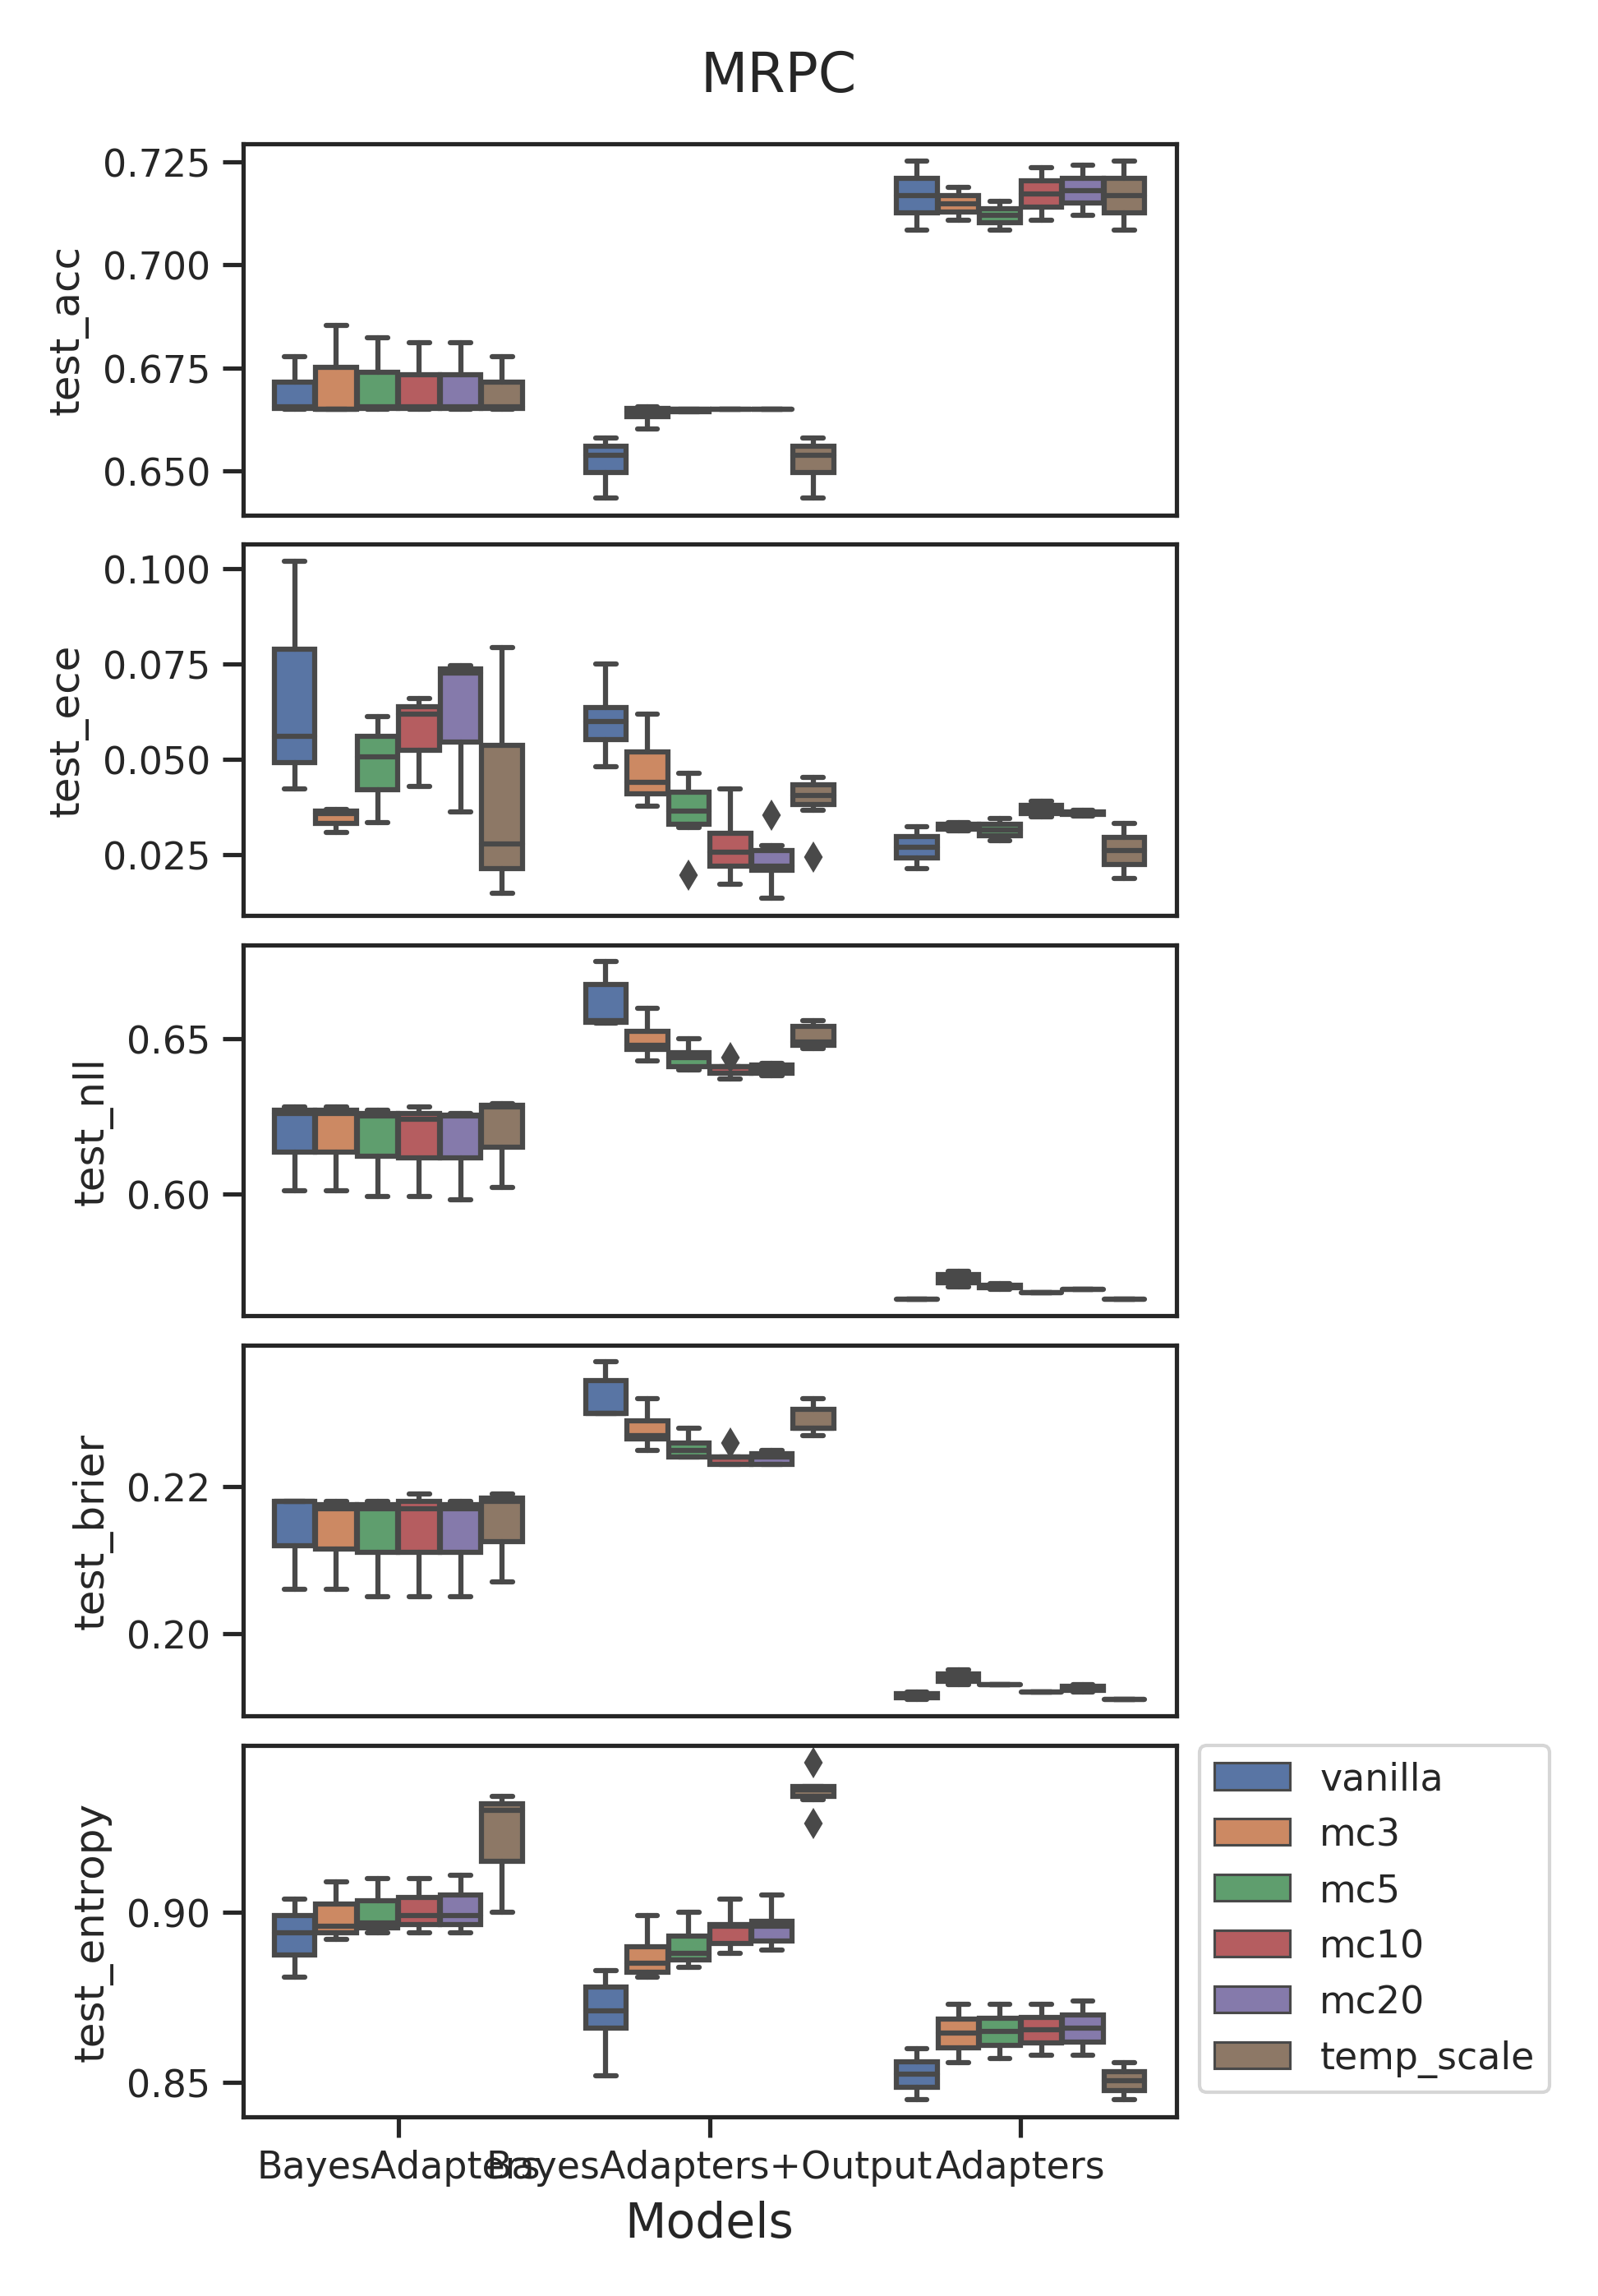 MRPC
0.725
0.700
0.675
0.650
test_acc
0.100
0.075
0.050
0.025
test_ece
0.65
0.60
test_nll
0.22
0.20
test_brier
0.90
0.85
test_entropy
vanilla
mc3
mc5
mc10
mc20
temp_scale
BayesAdapters
BayesAdapters+Output
Adapters
Models